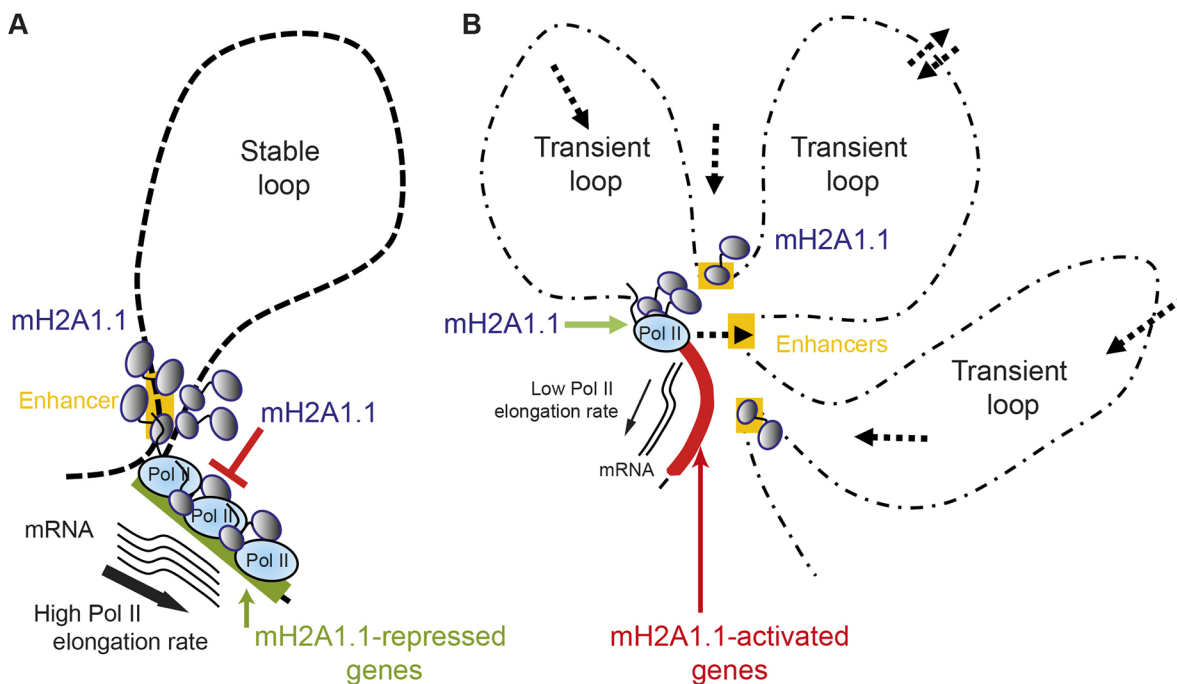 A
Stable
loop
mH2A1.1
Enhancer
mH2A1.1
Pol II
Pol II
Pol II
mRNA
High Pol II
elongation rate
mH2A1.1-repressed
genes
B
Transient
loop
Transient
loop
mH2A1.1
mH2A1.1
Pol II
Enhancers
Low Pol II
elongation rate
mRNA
Transient
loop
mH2A1.1-activated
genes